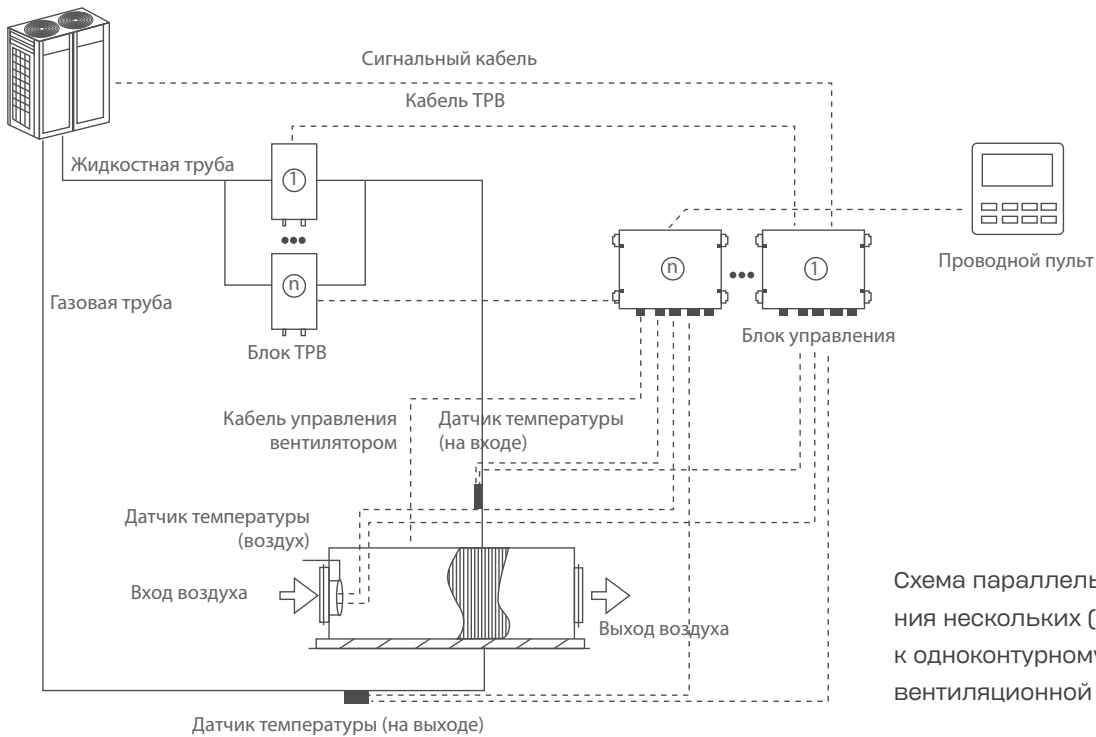 Сигнальный кабель
Кабель ТРВ
Жидкостная труба
1
n
n
1
Проводной пульт
Газовая труба
Блок ТРВ
Блок управления
Кабель управления
вентилятором
Датчик температуры
(на входе)
Датчик температуры
(воздух)
Вход воздуха
Выход воздуха
Датчик температуры (на выходе)
Схема параллель
ния нескольких (
к одноконтурному
вентиляционной